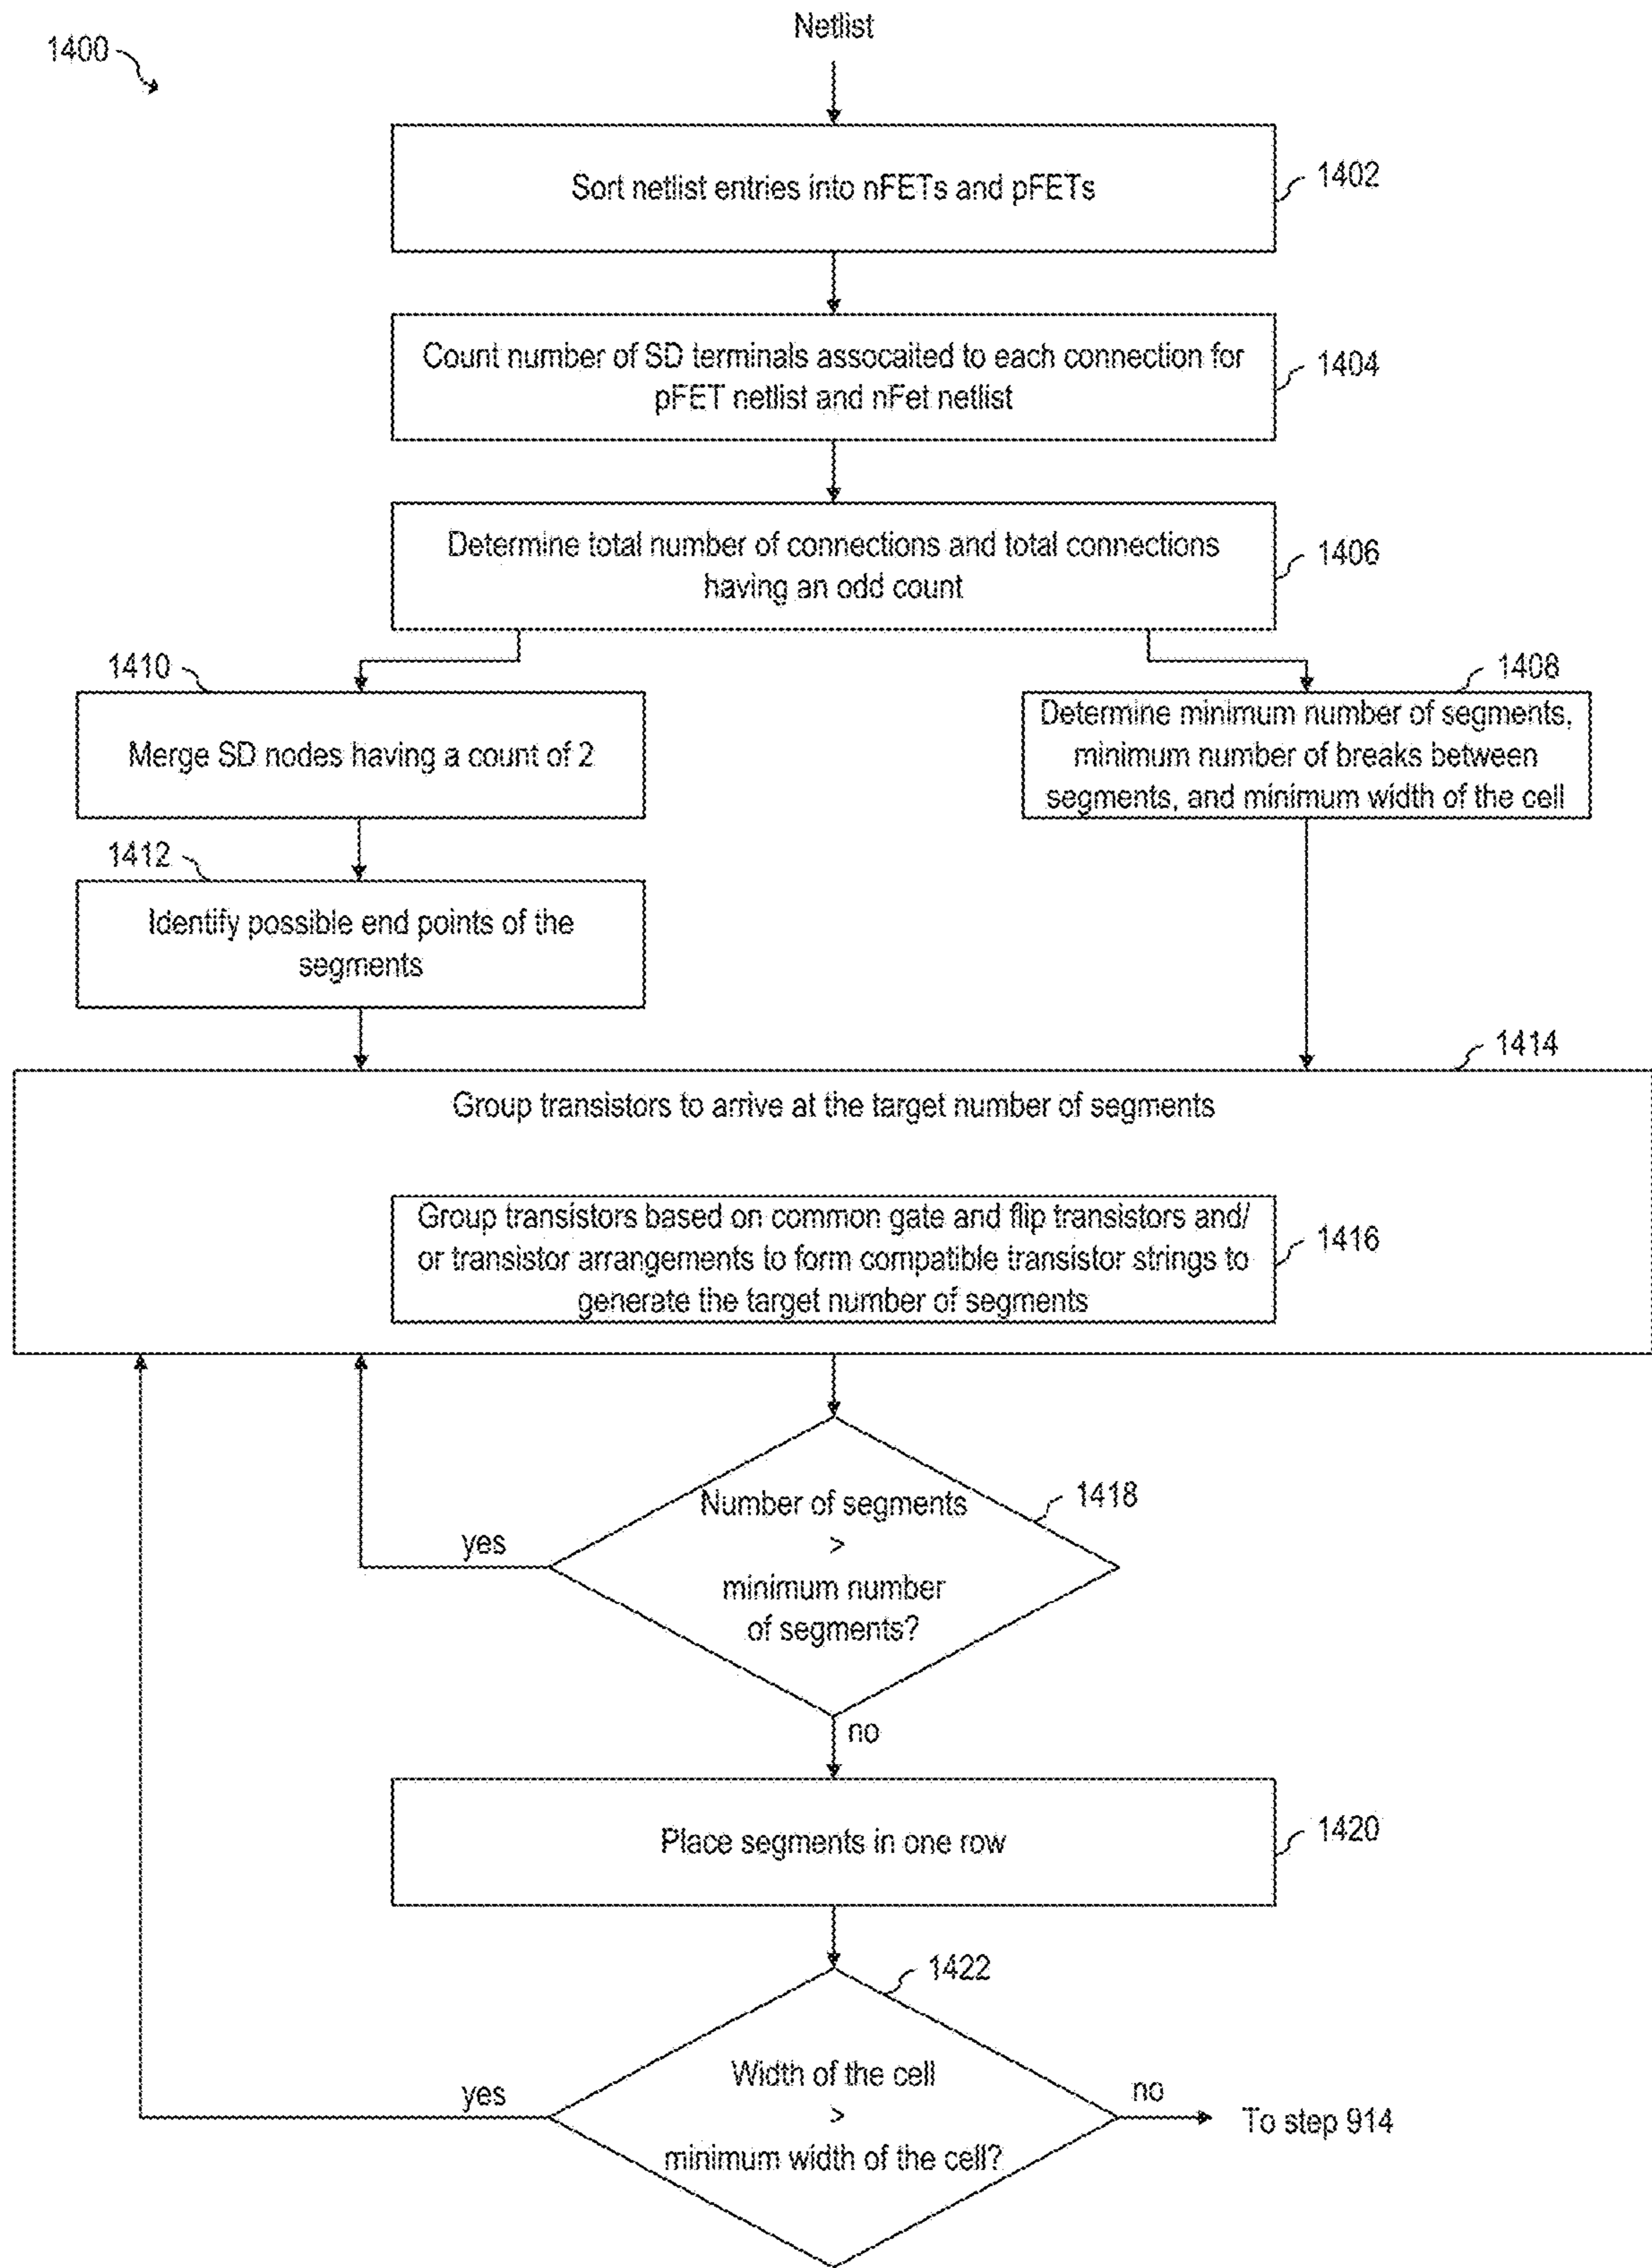 Netlist
1400
Sort netlist entries into nFETs and pFETs
1402
Count number of SD terminals assocaited to each connection for
pFET netlist and nFet netlist
1404
Determine total number of connections and total connections
having an odd count
1406
1410
Merge SD nodes having a count of 2
1408
Determine minimum number of segments,
minimum number of breaks between
segments, and minimum width of the cell
1412
Identify possible end points of the
segments
1414
Group transistors to arrive at the target number of segments
Group transistors based on common gate and flip transistors and/
or transistor arrangements to form compatible transistor strings to
generate the target number of segments
1416
Number of segments
>
minimum number
of segments?
1418
yes
no
Place segments in one row
1420
1422
Width of the cell
>
minimum width of the cell?
yes
no
To step 914